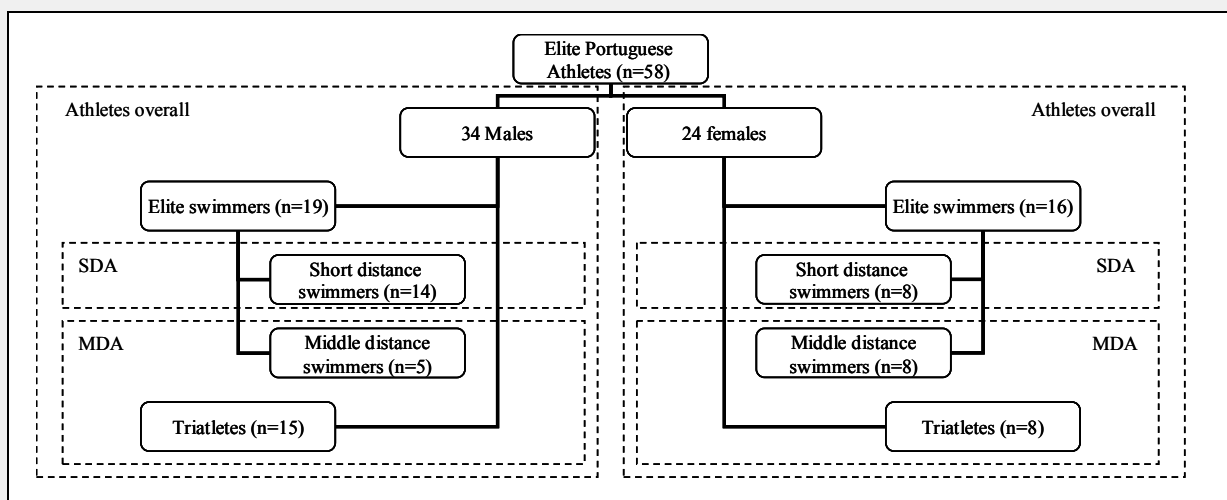 Elite Portuguese
Athletes (n=58)
Athletes overall
Athletes overall
34 Males
24 females
Elite swimmers (n=19)
Elite swimmers (n=16)
SDA
Short distance
swimmers (n=14)
Short distance
swimmers (n=8)
SDA
MDA
Middle distance
swimmers (n=5)
Middle distance
swimmers (n=8)
MDA
Triatletes (n=15)
Triatletes (n=8)